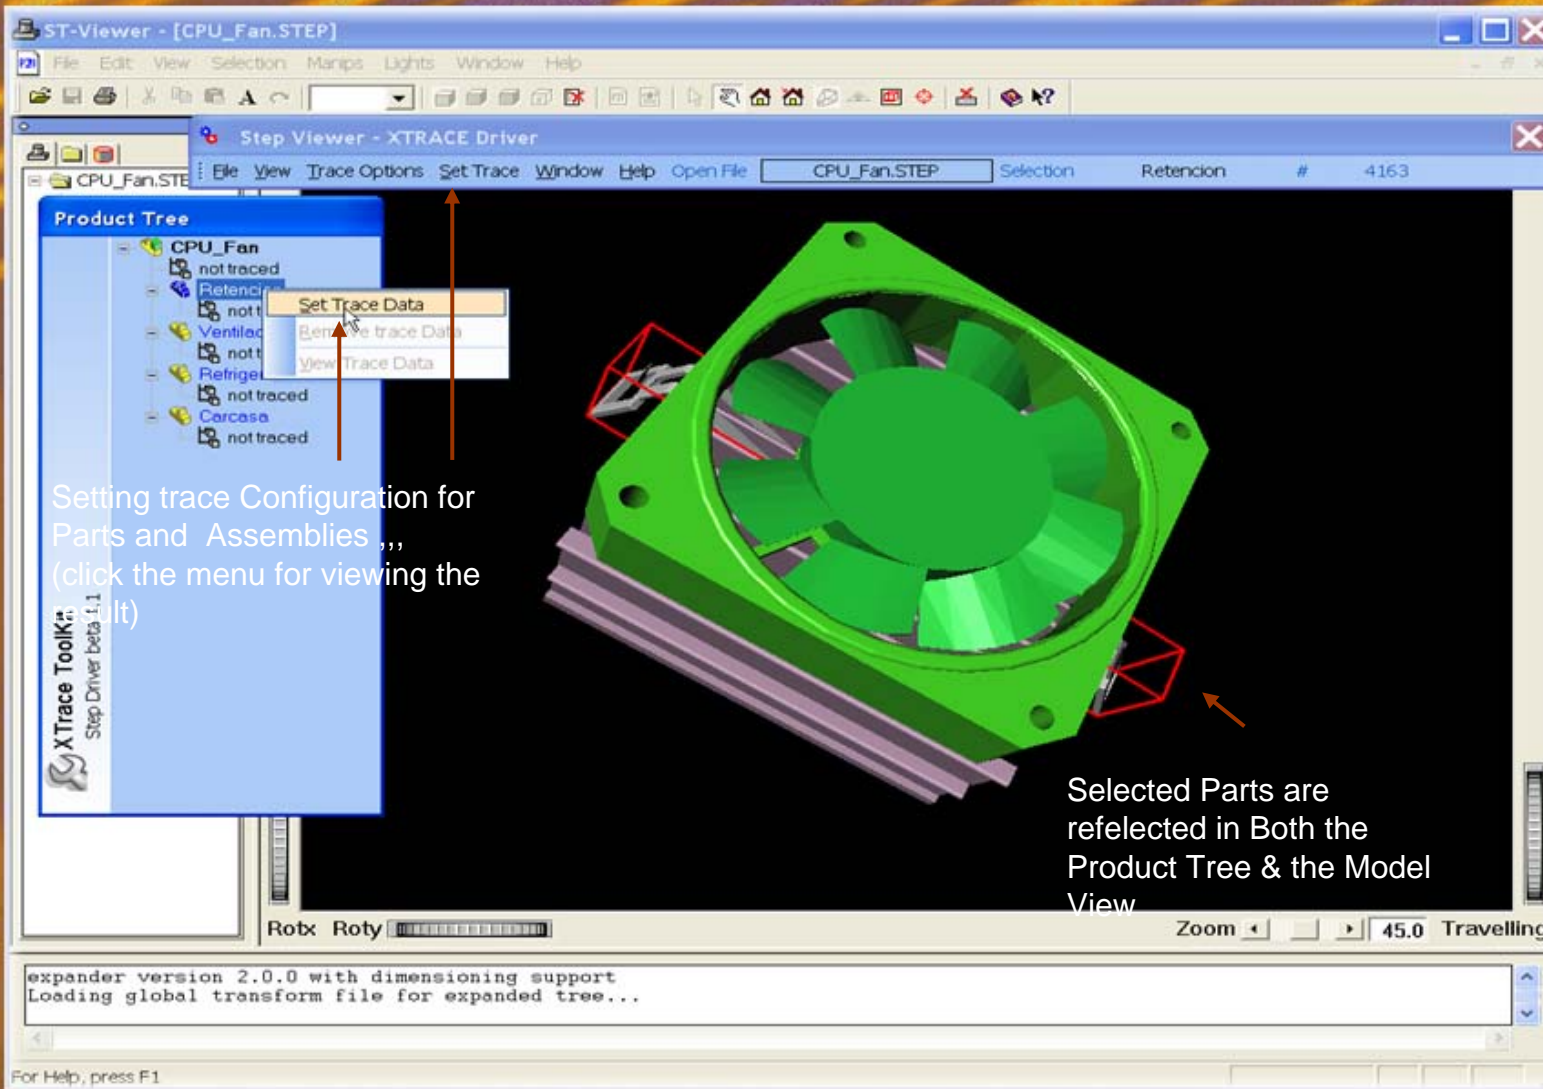 ST-Viewer - [CPU_Fan.STEP]
File Edit View Selection Manips Lights Window Help
Step Viewer - XTRACE Driver
File View Trace Options Set Trace Window Help Open File CPU_Fan.STEP Selection Retencion # 4163
CPU_Fan.STE
Product Tree
CPU_Fan
not traced
Retencion
not t
Set Trace Data
Remove trace Data
View Trace Data
Ventilac
not t
Refriger
not traced
Carcasa
not traced
Setting trace Configuration for
Parts and Assemblies ,,,
(click the menu for viewing the
result)
XTrace ToolKit
Step Driver beta 1.1
Selected Parts are
refelected in Both the
Product Tree & the Model
View
Rotx Roty
Zoom 45.0 Travelling
expander version 2.0.0 with dimensioning support
Loading global transform file for expanded tree...
For Help, press F1